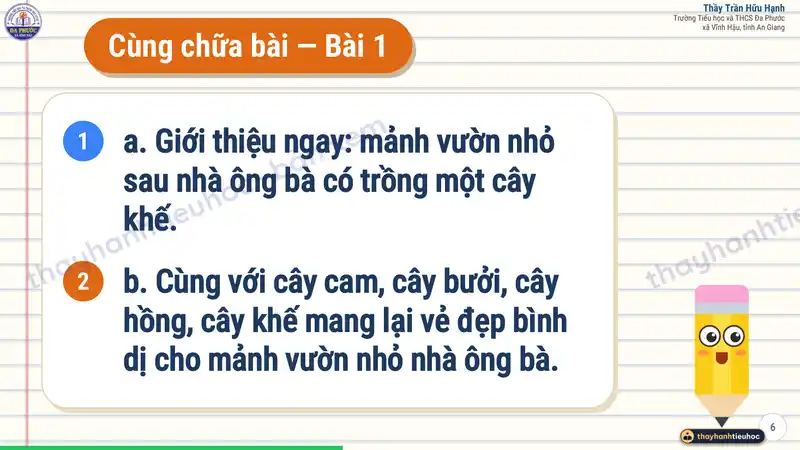 Thầy Trần Hữu Hạnh
Trường Tiểu học và THCS Đa Phước
xã Vĩnh Hậu, tỉnh An Giang
ĐA PHƯỚC
Cùng chữa bài — Bài 1
1
a. Giới thiệu ngay: mảnh vườn nhỏ
sau nhà ông bà có trồng một cây
khế.
2
b. Cùng với cây cam, cây bưởi, cây
hồng, cây khế mang lại vẻ đẹp bình
dị cho mảnh vườn nhỏ nhà ông bà.
thayhanhtieuhoc
6